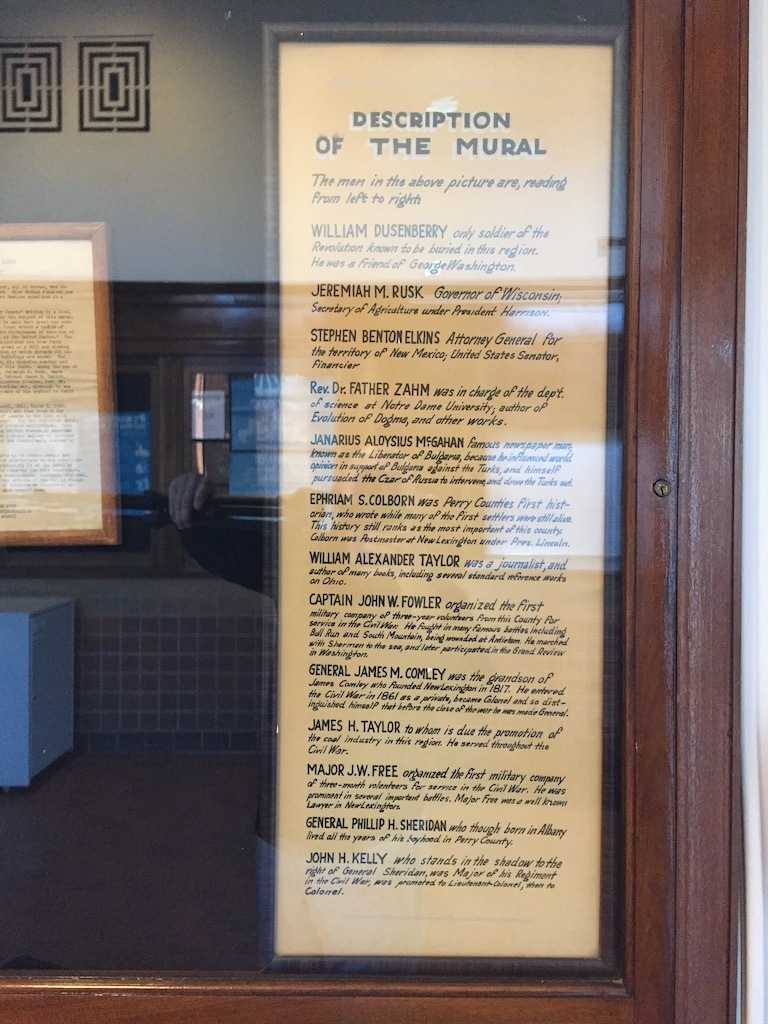 DESCRIPTION
OF THE MURAL
The men in the above picture are, reading
from left to right:
WILLIAM DUSENBERRY only soldier of the
Revolution known to be buried in this region.
He was a friend of George Washington.
JEREMIAH M. RUSK Governor of Wisconsin;
Secretary of Agriculture under President Harrison.
STEPHEN BENTON ELKINS Attorney General for
the territory of New Mexico; United States Senator,
Financier
Rev. Dr. FATHER ZAHM was in charge of the dep't.
of science at Notre Dame University; author of
Evolution of Dogma, and other works.
JANARIUS ALOYSIUS McGAHAN famous newspaper man,
known as the Liberator of Bulgaria, because he influenced world
opinion in support of Bulgaria against the Turks, and himself
pursuaded the Czar of Russia to intervene, and drive the Turks out.
EPHRIAM S. COLBORN was Perry Counties first hist-
orian, who wrote while many of the first settlers were still alive.
This history still ranks as the most important of this county.
Colborn was Postmaster at New Lexington under Pres. Lincoln.
WILLIAM ALEXANDER TAYLOR was a journalist, and
author of many books, including several standard reference works
on Ohio.
CAPTAIN JOHN W. FOWLER organized the first
military company of three-year volunteers from this County for
service in the Civil War. He fought in many famous battles including
Bull Run and South Mountain, being wounded at Antietam. He marched
with Sherman to the sea, and later participated in the Grand Review
in Washington.
GENERAL JAMES M. COMLEY was the grandson of
James Comley who founded New Lexington in 1817. He entered
the Civil War in 1861 as a private, became Colonel and so dist-
inguished himself that before the close of the war he was made General.
JAMES H. TAYLOR to whom is due the promotion of
the coal industry in this region. He served throughout the
Civil War.
MAJOR J.W. FREE organized the first military company
of three-month volunteers for service in the Civil War. He was
prominent in several important battles. Major Free was a well known
Lawyer in New Lexington.
GENERAL PHILLIP H. SHERIDAN who though born in Albany
lived all the years of his boyhood in Perry County.
JOHN H. KELLY who stands in the shadow to the
right of General Sheridan, was Major of his Regiment
in the Civil War, was promoted to Lieutenant-Colonel, then to
Colonel.